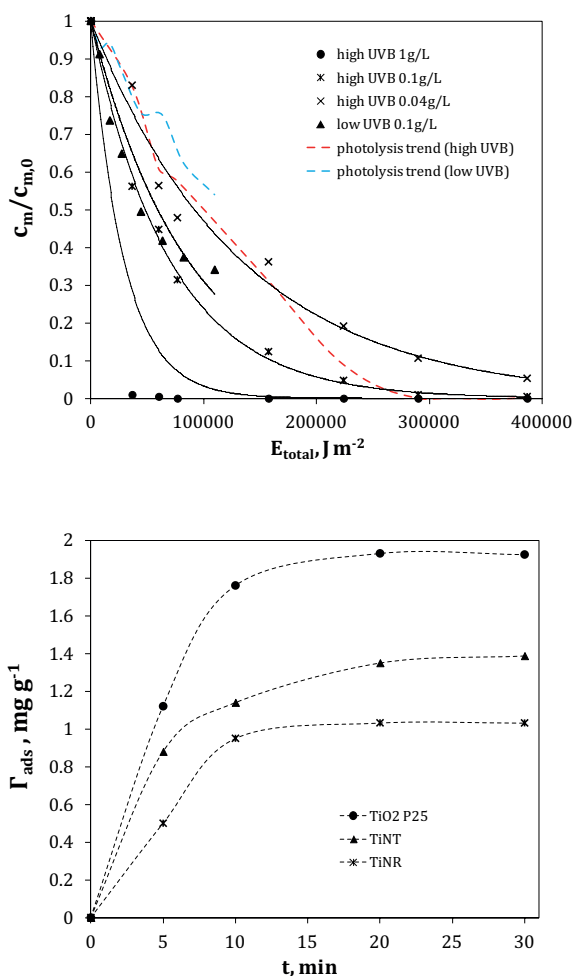 1
0.9
0.8
0.7
0.6
0.5
0.4
0.3
0.2
0.1
0
cm/cm,0
high UVB 1g/L
high UVB 0.1g/L
high UVB 0.04g/L
low UVB 0.1g/L
photolysis trend (high UVB)
photolysis trend (low UVB)
0 100000 200000 300000 400000
Etotal, J m-2
2
1.8
1.6
1.4
1.2
1
0.8
0.6
0.4
0.2
0
Γads , mg g-1
TiO2 P25
TiNT
TiNR
0 5 10 15 20 25 30
t, min